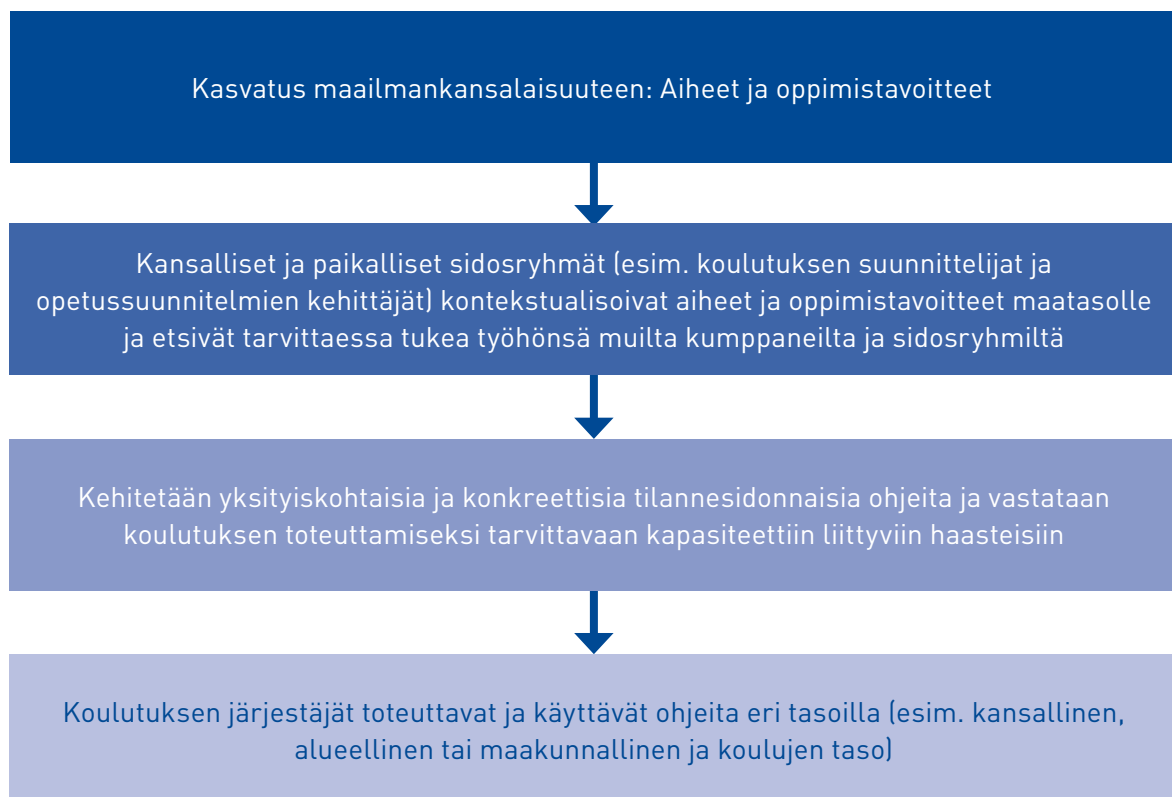 Kasvatus maailmankansalaisuuteen: Aiheet ja oppimistavoitteet
Kansalliset ja paikalliset sidosryhmät (esim. koulutuksen suunnittelijat ja
opetussuunnitelmien kehittäjät) kontekstualisoivat aiheet ja oppimistavoitteet maatasolle
ja etsivät tarvittaessa tukea työhönsä muilta kumppaneilta ja sidosryhmiltä
Kehitetään yksityiskohtaisia ja konkreettisia tilannesidonnaisia ohjeita ja vastataan
koulutuksen toteuttamiseksi tarvittavaan kapasiteettiin liittyviin haasteisiin
Koulutuksen järjestäjät toteuttavat ja käyttävät ohjeita eri tasoilla (esim. kansallinen,
alueellinen tai maakunnallinen ja koulujen taso)